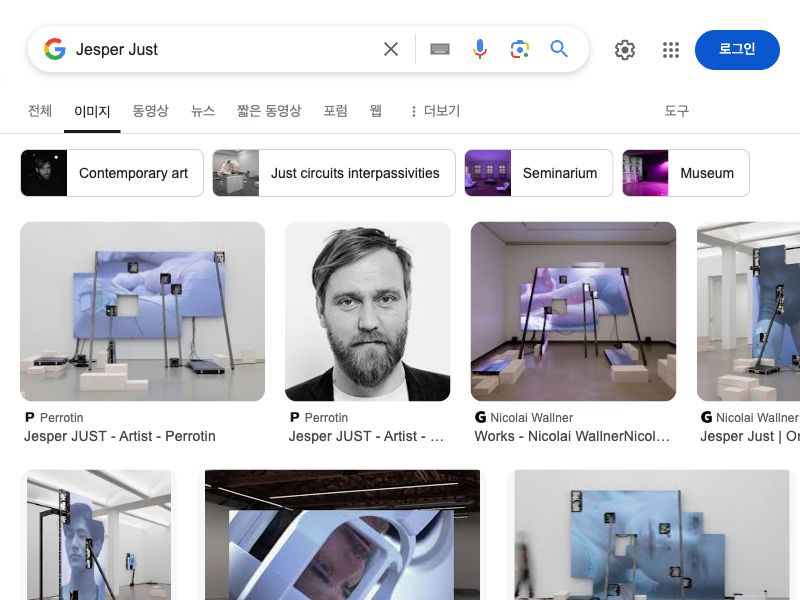 Jesper Just
로그인
전체 이미지 동영상 뉴스 짧은 동영상 포럼 웹 더보기 도구
Contemporary art Just circuits interpassivities Seminarium Museum
Perrotin Perrotin Nicolai Wallner Nicolai Wallner
Jesper JUST - Artist - Perrotin Jesper JUST - Artist - ... Works - Nicolai WallnerNicol... Jesper Just | Or